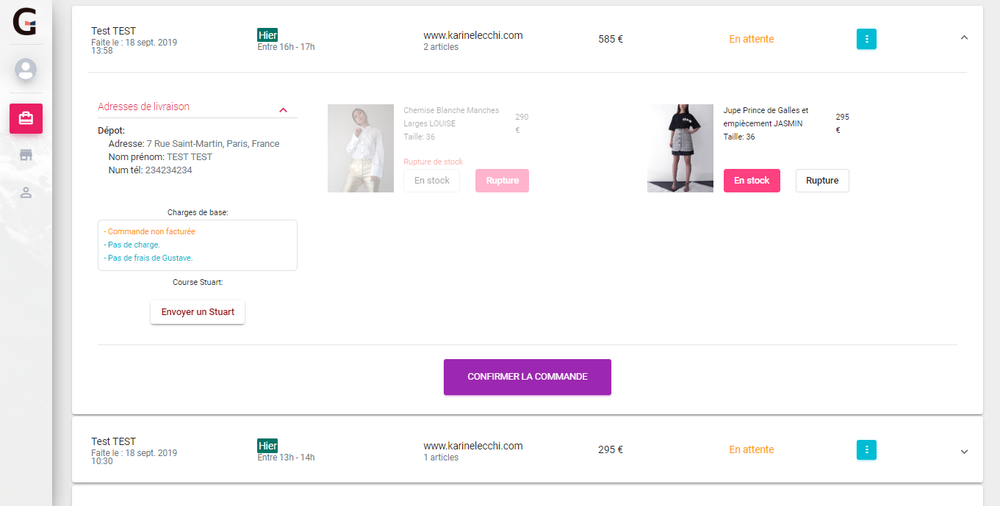 G
Test TEST
Faite le : 18 sept. 2019
13:58
Hier
Entre 16h - 17h
www.karinelecchi.com
2 articles
585 €
En attente
Adresses de livraison
Dépot:
Adresse: 7 Rue Saint-Martin, Paris, France
Nom prénom: TEST TEST
Num tél: 234234234
Charges de base:
- Commande non facturée
- Pas de charge.
- Pas de frais de Gustave.
Course Stuart:
Envoyer un Stuart
Chemise Blanche Manches
Larges LOUISE
Taille: 36
290
€
Rupture de stock
En stock
Rupture
Jupe Prince de Galles et
empiècement JASMIN
Taille: 36
295
€
En stock
Rupture
CONFIRMER LA COMMANDE
Test TEST
Faite le : 18 sept. 2019
10:30
Hier
Entre 13h - 14h
www.karinelecchi.com
1 articles
295 €
En attente